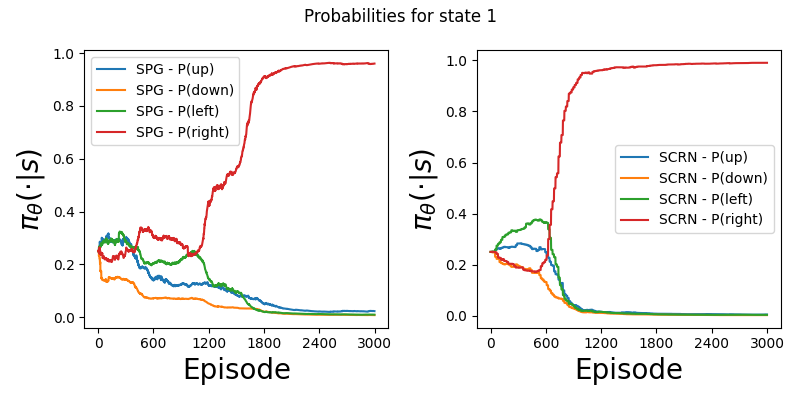 Probabilities for state 1
π_θ(·|s)
1.0
0.8
0.6
0.4
0.2
0.0
SPG - P(up)
SPG - P(down)
SPG - P(left)
SPG - P(right)
0
600
1200
1800
2400
3000
Episode
π_θ(·|s)
1.0
0.8
0.6
0.4
0.2
0.0
SCRN - P(up)
SCRN - P(down)
SCRN - P(left)
SCRN - P(right)
0
600
1200
1800
2400
3000
Episode